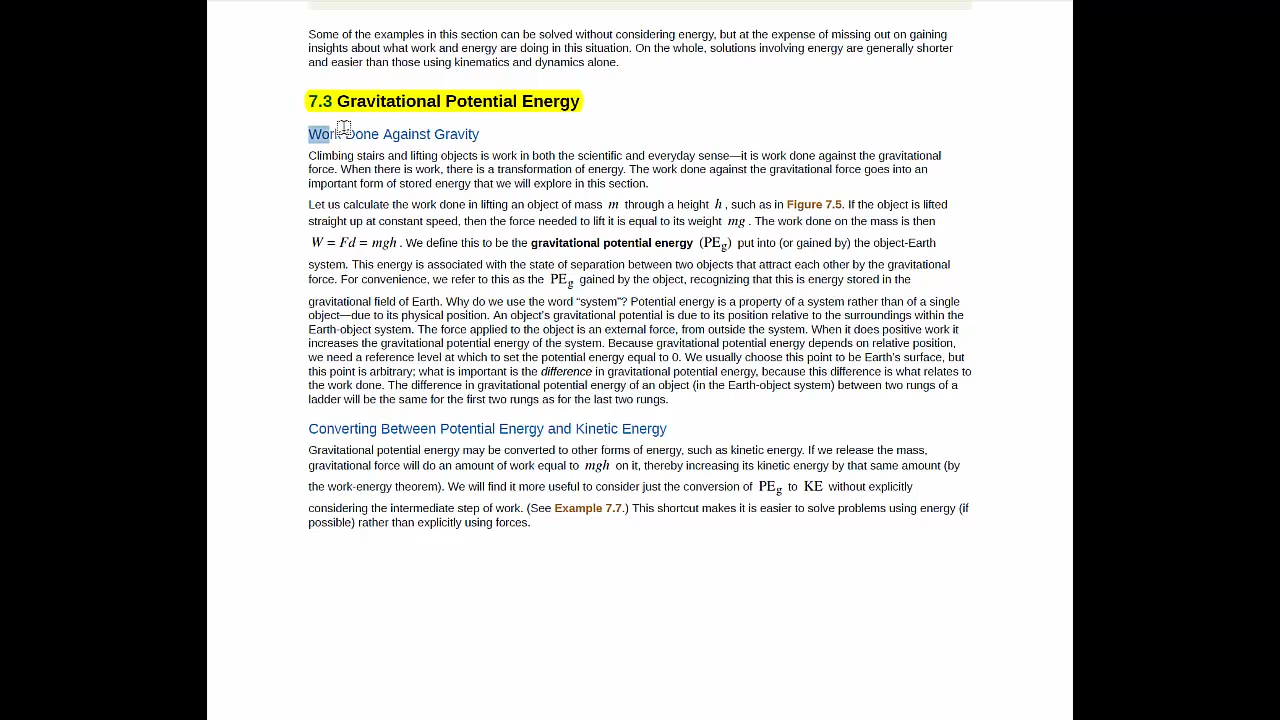 Some of the examples in this section can be solved without considering energy, but at the expense of missing out on gaining
insights about what work and energy are doing in this situation. On the whole, solutions involving energy are generally shorter
and easier than those using kinematics and dynamics alone.
7.3 Gravitational Potential Energy
Work Done Against Gravity
Climbing stairs and lifting objects is work in both the scientific and everyday sense—it is work done against the gravitational
force. When there is work, there is a transformation of energy. The work done against the gravitational force goes into an
important form of stored energy that we will explore in this section.
Let us calculate the work done in lifting an object of mass m through a height h, such as in Figure 7.5. If the object is lifted
straight up at constant speed, then the force needed to lift it is equal to its weight mg. The work done on the mass is then
W = Fd = mgh. We define this to be the gravitational potential energy (PEg) put into (or gained by) the object-Earth
system. This energy is associated with the state of separation between two objects that attract each other by the gravitational
force. For convenience, we refer to this as the PEg gained by the object, recognizing that this is energy stored in the
gravitational field of Earth. Why do we use the word “system”? Potential energy is a property of a system rather than of a single
object—due to its physical position. An object’s gravitational potential is due to its position relative to the surroundings within the
Earth-object system. The force applied to the object is an external force, from outside the system. When it does positive work it
increases the gravitational potential energy of the system. Because gravitational potential energy depends on relative position,
we need a reference level at which to set the potential energy equal to 0. We usually choose this point to be Earth’s surface, but
this point is arbitrary; what is important is the difference in gravitational potential energy, because this difference is what relates to
the work done. The difference in gravitational potential energy of an object (in the Earth-object system) between two rungs of a
ladder will be the same for the first two rungs as for the last two rungs.
Converting Between Potential Energy and Kinetic Energy
Gravitational potential energy may be converted to other forms of energy, such as kinetic energy. If we release the mass,
gravitational force will do an amount of work equal to mgh on it, thereby increasing its kinetic energy by that same amount (by
the work-energy theorem). We will find it more useful to consider just the conversion of PEg to KE without explicitly
considering the intermediate step of work. (See Example 7.7.) This shortcut makes it is easier to solve problems using energy (if
possible) rather than explicitly using forces.